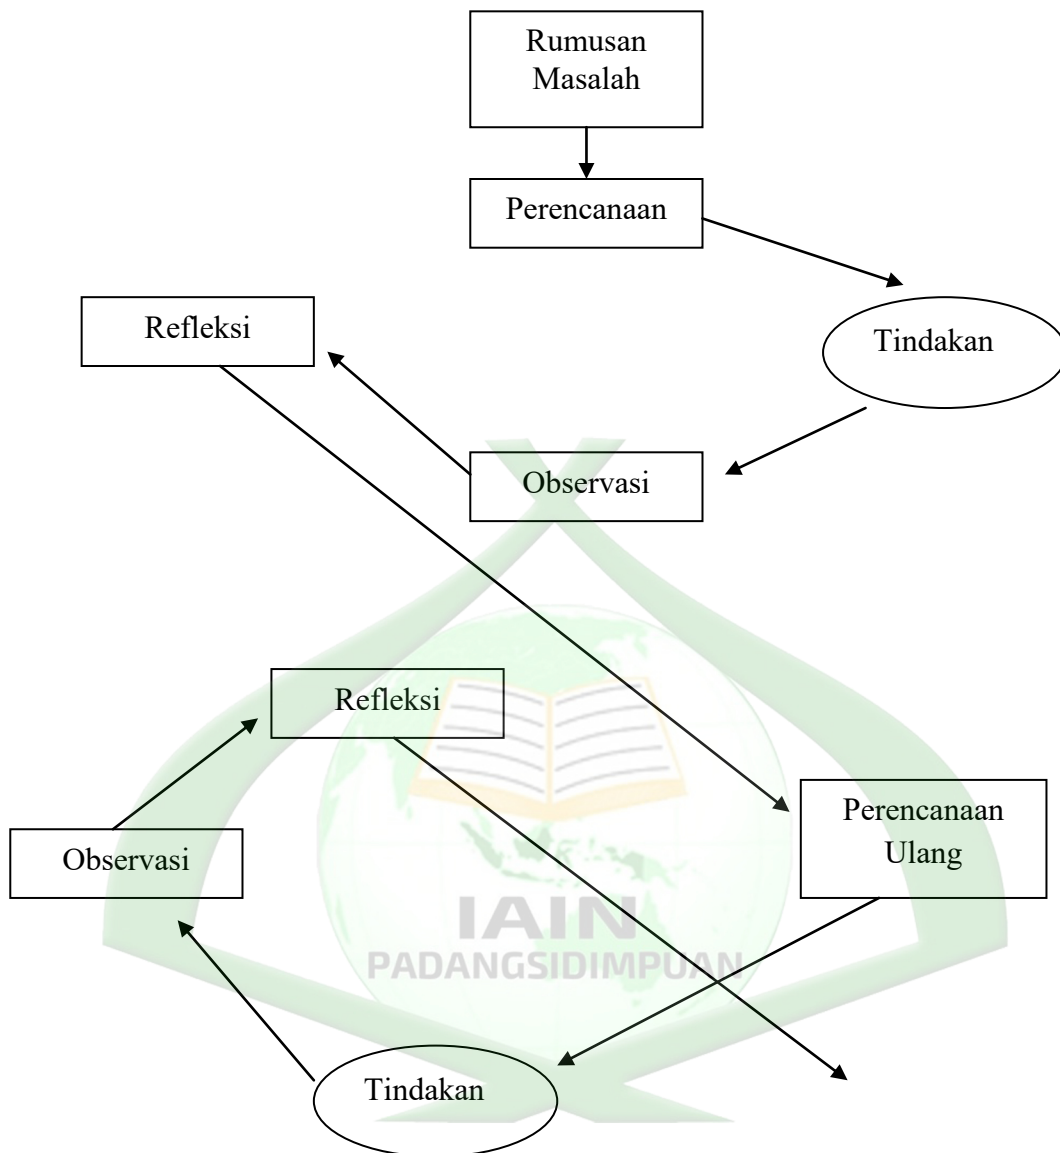 Rumusan
Masalah
Perencanaan
Tindakan
Refleksi
Observasi
Refleksi
Perencanaan
Ulang
Observasi
IAIN
PADANGSIDIMPUAN
Tindakan